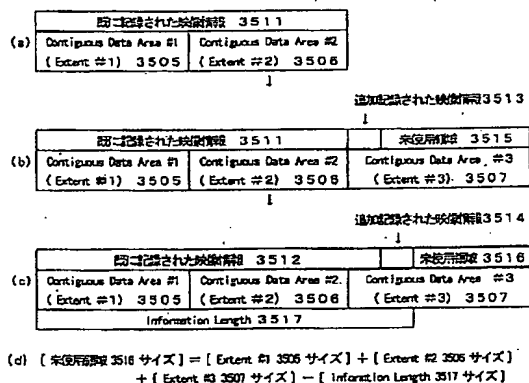 既に記録された映像情報 3511
(a) Contiguous Data Area #1 Contiguous Data Area #2
(Extent #1) 3505 (Extent #2) 3506
↓
追加記録された映像情報3513
↓
既に記録された映像情報 3511 未使用領域 3515
(b) Contiguous Data Area #1 Contiguous Data Area #2 Contiguous Data Area #3
(Extent #1) 3505 (Extent #2) 3506 (Extent #3) 3507
↓
追加記録された映像情報3514
↓
既に記録された映像情報 3512 未使用領域 3516
(c) Contiguous Data Area #1 Contiguous Data Area #2 Contiguous Data Area #3
(Extent #1) 3505 (Extent #2) 3506 (Extent #3) 3507
Information Length 3517
(d) [ 未使用領域 3516 サイズ ] = [ Extent #1 3505 サイズ ] + [ Extent #2 3506 サイズ ]
+ [ Extent #3 3507 サイズ ] − [ Information Length 3517 サイズ ]